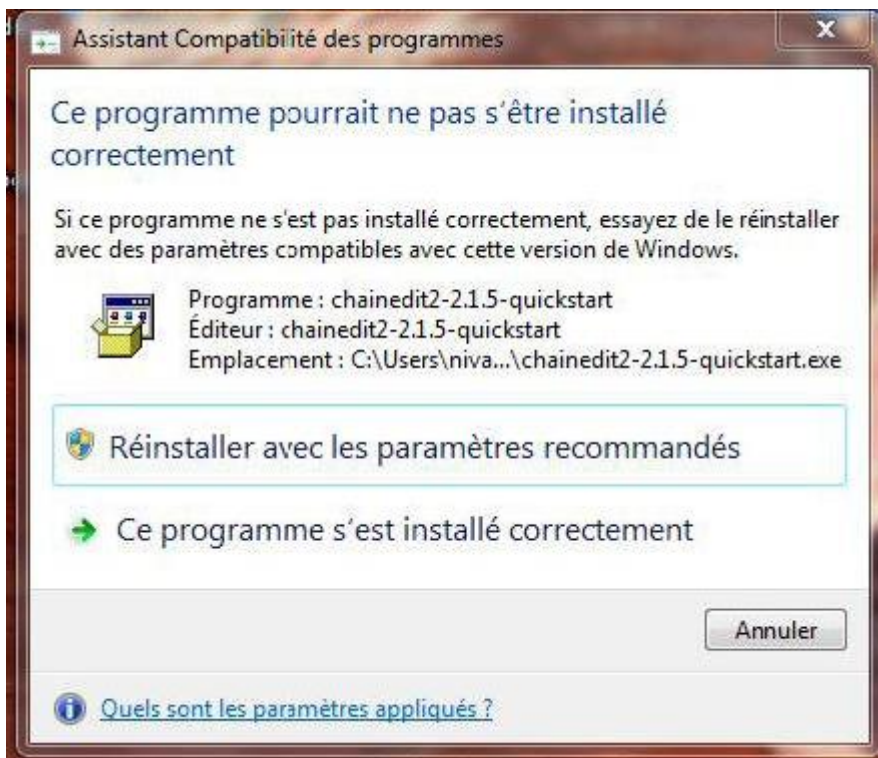 Assistant Compatibilité des programmes
Ce programme pourrait ne pas s'être installé
correctement
Si ce programme ne s'est pas installé correctement, essayez de le réinstaller
avec des paramètres compatibles avec cette version de Windows.
Programme : chainedit2-2.1.5-quickstart
Éditeur : chainedit2-2.1.5-quickstart
Emplacement : C:\Users\niva...\chainedit2-2.1.5-quickstart.exe
Réinstaller avec les paramètres recommandés
Ce programme s'est installé correctement
Annuler
Quels sont les paramètres appliqués ?